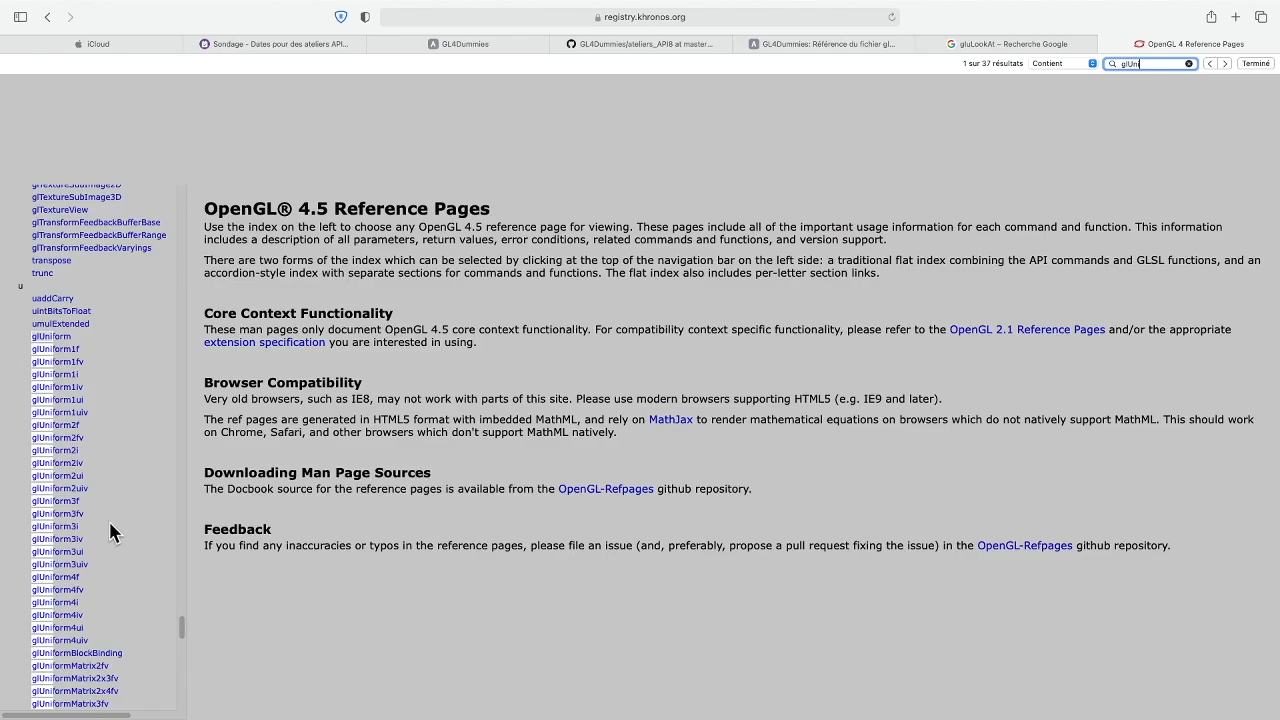 registry.khronos.org
iCloud
Sondage - Dates pour des ateliers API...
GL4Dummies
GL4Dummies/ateliers_API8 at master...
GL4Dummies: Référence du fichier gl...
gluLookAt – Recherche Google
OpenGL 4 Reference Pages
1 sur 37 résultats
Contient
glUni
Terminé
glTextureSubImage2D
glTextureSubImage3D
glTextureView
glTransformFeedbackBufferBase
glTransformFeedbackBufferRange
glTransformFeedbackVaryings
transpose
trunc
u
uaddCarry
uintBitsToFloat
umulExtended
glUniform
glUniform1f
glUniform1fv
glUniform1i
glUniform1iv
glUniform1ui
glUniform1uiv
glUniform2f
glUniform2fv
glUniform2i
glUniform2iv
glUniform2ui
glUniform2uiv
glUniform3f
glUniform3fv
glUniform3i
glUniform3iv
glUniform3ui
glUniform3uiv
glUniform4f
glUniform4fv
glUniform4i
glUniform4iv
glUniform4ui
glUniform4uiv
glUniformBlockBinding
glUniformMatrix2fv
glUniformMatrix2x3fv
glUniformMatrix2x4fv
glUniformMatrix3fv
OpenGL® 4.5 Reference Pages
Use the index on the left to choose any OpenGL 4.5 reference page for viewing. These pages include all of the important usage information for each command and function. This information
includes a description of all parameters, return values, error conditions, related commands and functions, and version support.
There are two forms of the index which can be selected by clicking at the top of the navigation bar on the left side: a traditional flat index combining the API commands and GLSL functions, and an
accordion-style index with separate sections for commands and functions. The flat index also includes per-letter section links.
Core Context Functionality
These man pages only document OpenGL 4.5 core context functionality. For compatibility context specific functionality, please refer to the OpenGL 2.1 Reference Pages and/or the appropriate
extension specification you are interested in using.
Browser Compatibility
Very old browsers, such as IE8, may not work with parts of this site. Please use modern browsers supporting HTML5 (e.g. IE9 and later).
The ref pages are generated in HTML5 format with imbedded MathML, and rely on MathJax to render mathematical equations on browsers which do not natively support MathML. This should work
on Chrome, Safari, and other browsers which don't support MathML natively.
Downloading Man Page Sources
The Docbook source for the reference pages is available from the OpenGL-Refpages github repository.
Feedback
If you find any inaccuracies or typos in the reference pages, please file an issue (and, preferably, propose a pull request fixing the issue) in the OpenGL-Refpages github repository.